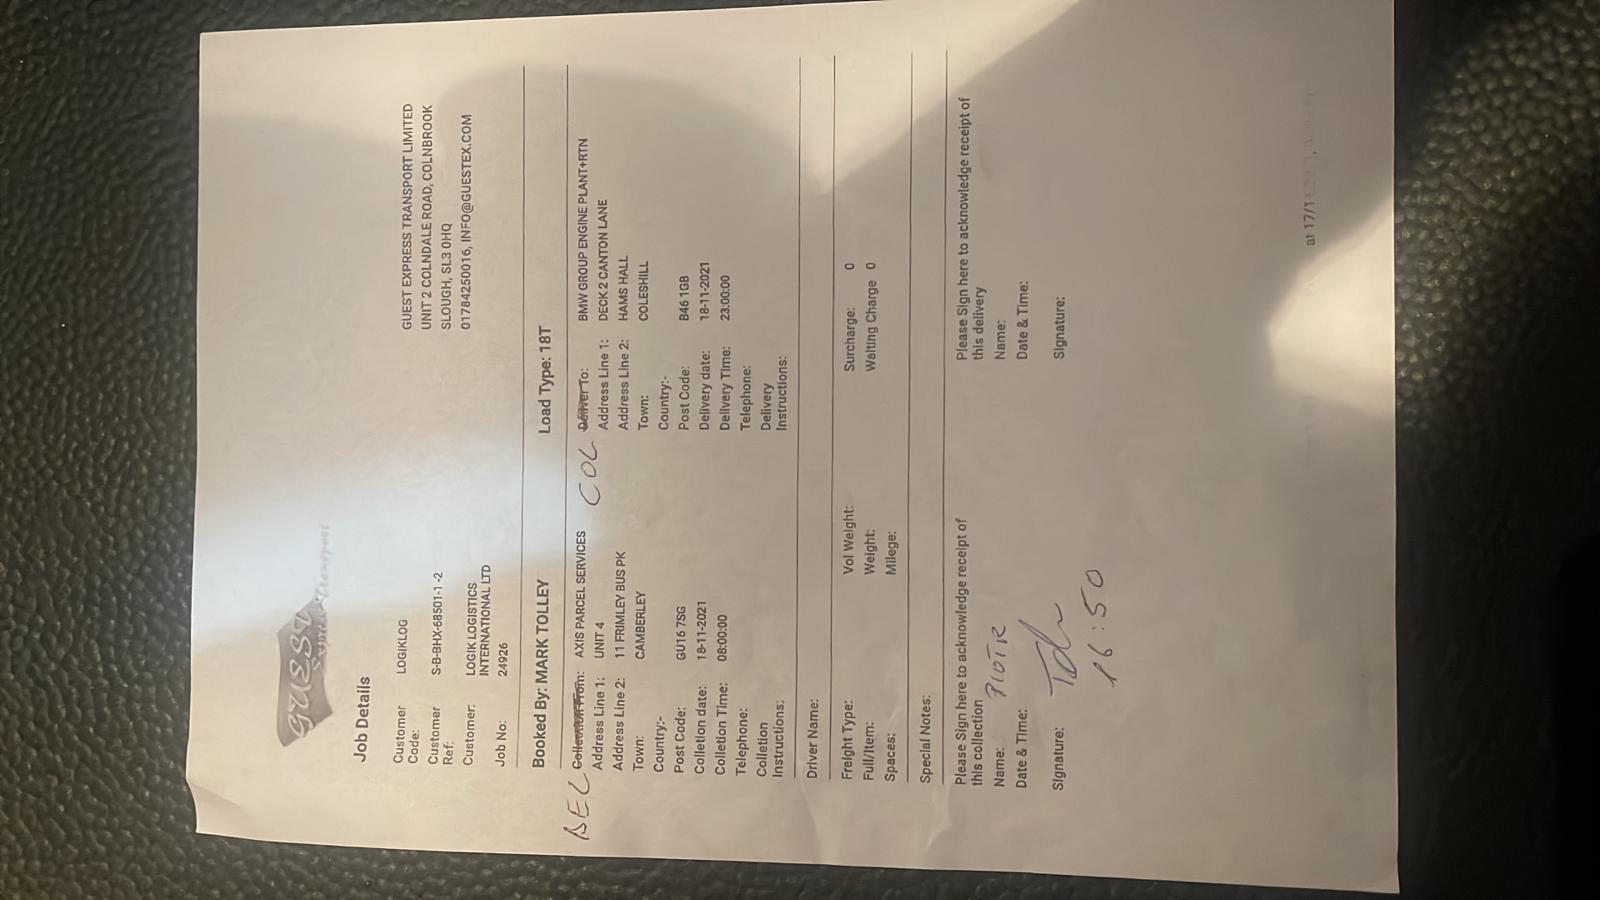 GUEST
Express Transport
GUEST EXPRESS TRANSPORT LIMITED
UNIT 2 COLNDALE ROAD, COLNBROOK
SLOUGH, SL3 0HQ
01784250016, INFO@GUESTEX.COM
Job Details
Customer Code: LOGIKLOG
Customer Ref: S-B-BHX-68501-1 -2
Customer: LOGIK LOGISTICS INTERNATIONAL LTD
Job No: 24926
Booked By: MARK TOLLEY Load Type: 18T
DEL Collection From: AXIS PARCEL SERVICES COL Deliver To: BMW GROUP ENGINE PLANT+RTN
Address Line 1: UNIT 4 Address Line 1: DECK 2 CANTON LANE
Address Line 2: 11 FRIMLEY BUS PK Address Line 2: HAMS HALL
Town: CAMBERLEY Town: COLESHILL
Country:- Country:-
Post Code: GU16 7SG Post Code: B46 1GB
Colletion date: 18-11-2021 Delivery date: 18-11-2021
Colletion Time: 08:00:00 Delivery Time: 23:00:00
Telephone: Telephone:
Colletion Instructions: Delivery Instructions:
Driver Name:
Freight Type: Vol Weight: Surcharge: 0
Full/Item: Weight: Waiting Charge 0
Spaces: Milege:
Special Notes:
Please Sign here to acknowledge receipt of this collection
Name: PIOTR
Date & Time:
Signature:
16:50
Please Sign here to acknowledge receipt of this delivery
Name:
Date & Time:
Signature:
at 17/1